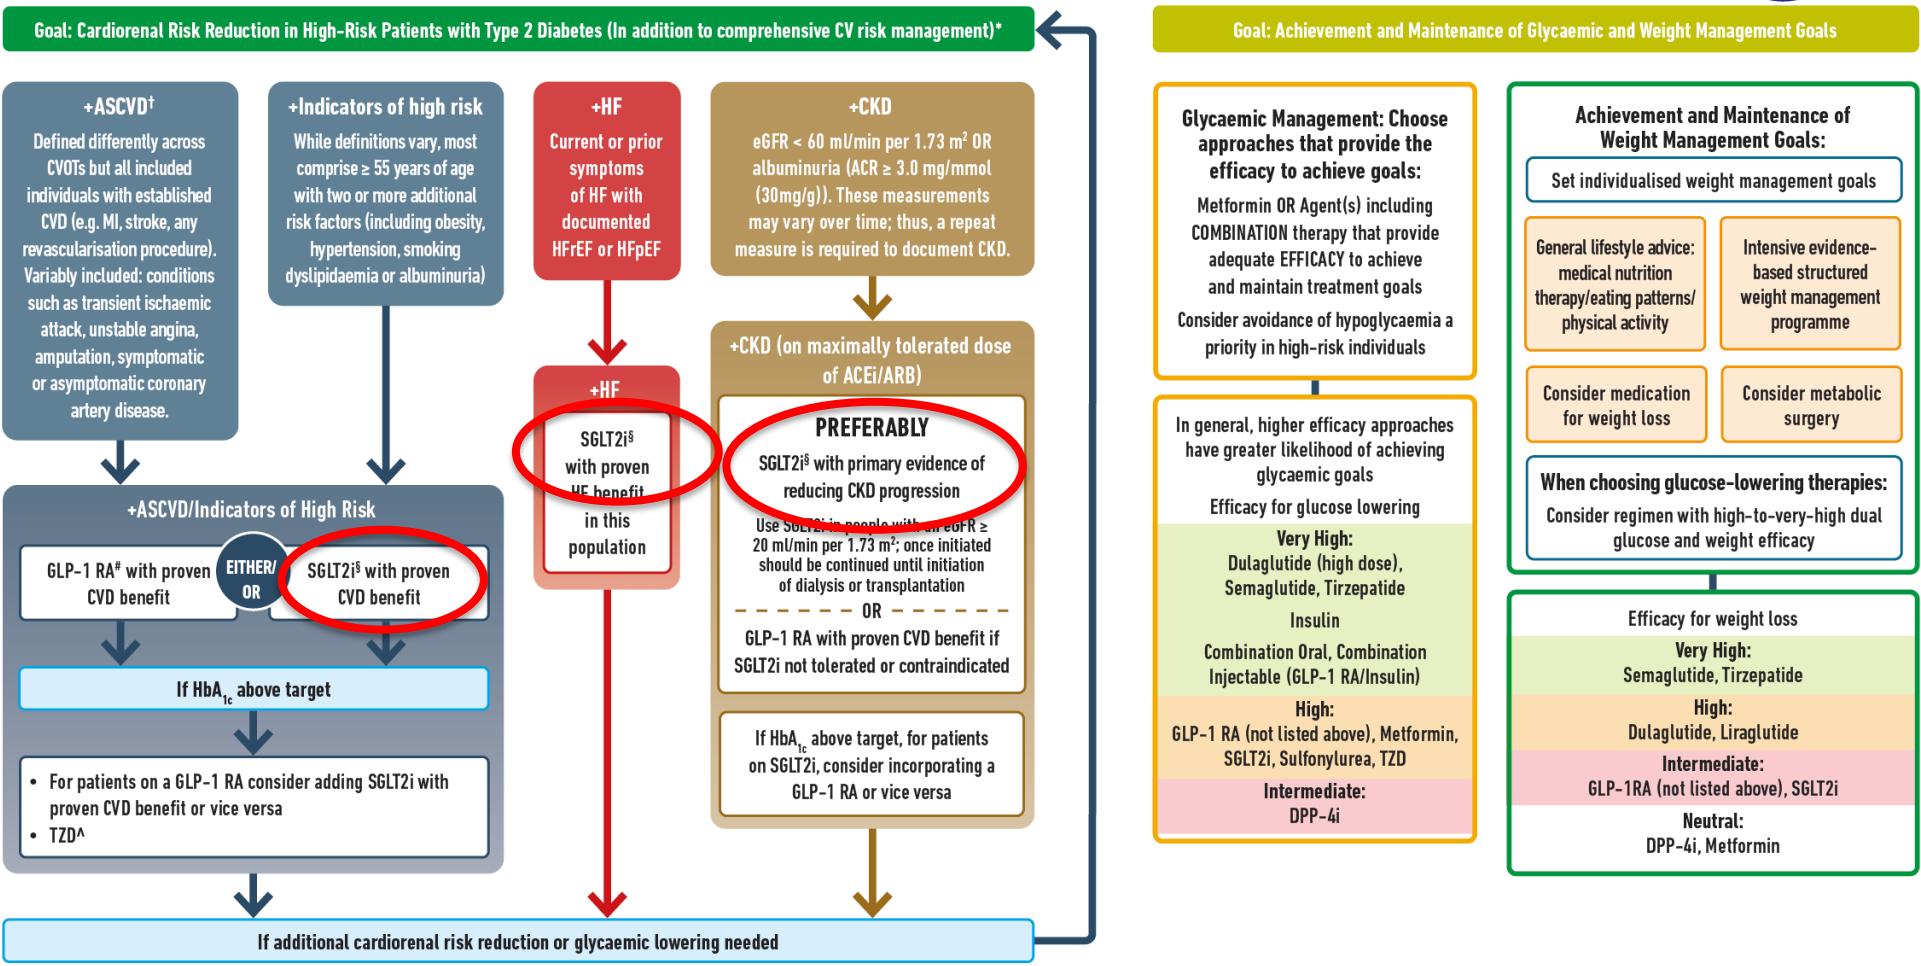 Goal: Cardiorenal Risk Reduction in High-Risk Patients with Type 2 Diabetes (In addition to comprehensive CV risk management)*
+ASCVD†
Defined differently across
CVOTs but all included
individuals with established
CVD (e.g. MI, stroke, any
revascularisation procedure).
Variably included: conditions
such as transient ischaemic
attack, unstable angina,
amputation, symptomatic
or asymptomatic coronary
artery disease.
+Indicators of high risk
While definitions vary, most
comprise ≥ 55 years of age
with two or more additional
risk factors (including obesity,
hypertension, smoking
dyslipidaemia or albuminuria)
+HF
Current or prior
symptoms
of HF with
documented
HFrEF or HFpEF
+CKD
eGFR < 60 ml/min per 1.73 m² OR
albuminuria (ACR ≥ 3.0 mg/mmol
(30mg/g)). These measurements
may vary over time; thus, a repeat
measure is required to document CKD.
+ASCVD/Indicators of High Risk
GLP-1 RA# with proven
CVD benefit
EITHER/
OR
SGLT2i§ with proven
CVD benefit
If HbA1c above target
• For patients on a GLP-1 RA consider adding SGLT2i with
proven CVD benefit or vice versa
• TZD^
+HF
SGLT2i§
with proven
HF benefit
in this
population
+CKD (on maximally tolerated dose
of ACEi/ARB)
PREFERABLY
SGLT2i§ with primary evidence of
reducing CKD progression
Use SGLT2i in people with an eGFR ≥
20 ml/min per 1.73 m²; once initiated
should be continued until initiation
of dialysis or transplantation
OR
GLP-1 RA with proven CVD benefit if
SGLT2i not tolerated or contraindicated
If HbA1c above target, for patients
on SGLT2i, consider incorporating a
GLP-1 RA or vice versa
If additional cardiorenal risk reduction or glycaemic lowering needed
Goal: Achievement and Maintenance of Glycaemic and Weight Management Goals
Glycaemic Management: Choose
approaches that provide the
efficacy to achieve goals:
Metformin OR Agent(s) including
COMBINATION therapy that provide
adequate EFFICACY to achieve
and maintain treatment goals
Consider avoidance of hypoglycaemia a
priority in high-risk individuals
In general, higher efficacy approaches
have greater likelihood of achieving
glycaemic goals
Efficacy for glucose lowering
Very High:
Dulaglutide (high dose),
Semaglutide, Tirzepatide
Insulin
Combination Oral, Combination
Injectable (GLP-1 RA/Insulin)
High:
GLP-1 RA (not listed above), Metformin,
SGLT2i, Sulfonylurea, TZD
Intermediate:
DPP-4i
Achievement and Maintenance of
Weight Management Goals:
Set individualised weight management goals
General lifestyle advice:
medical nutrition
therapy/eating patterns/
physical activity
Intensive evidence-
based structured
weight management
programme
Consider medication
for weight loss
Consider metabolic
surgery
When choosing glucose-lowering therapies:
Consider regimen with high-to-very-high dual
glucose and weight efficacy
Efficacy for weight loss
Very High:
Semaglutide, Tirzepatide
High:
Dulaglutide, Liraglutide
Intermediate:
GLP-1RA (not listed above), SGLT2i
Neutral:
DPP-4i, Metformin